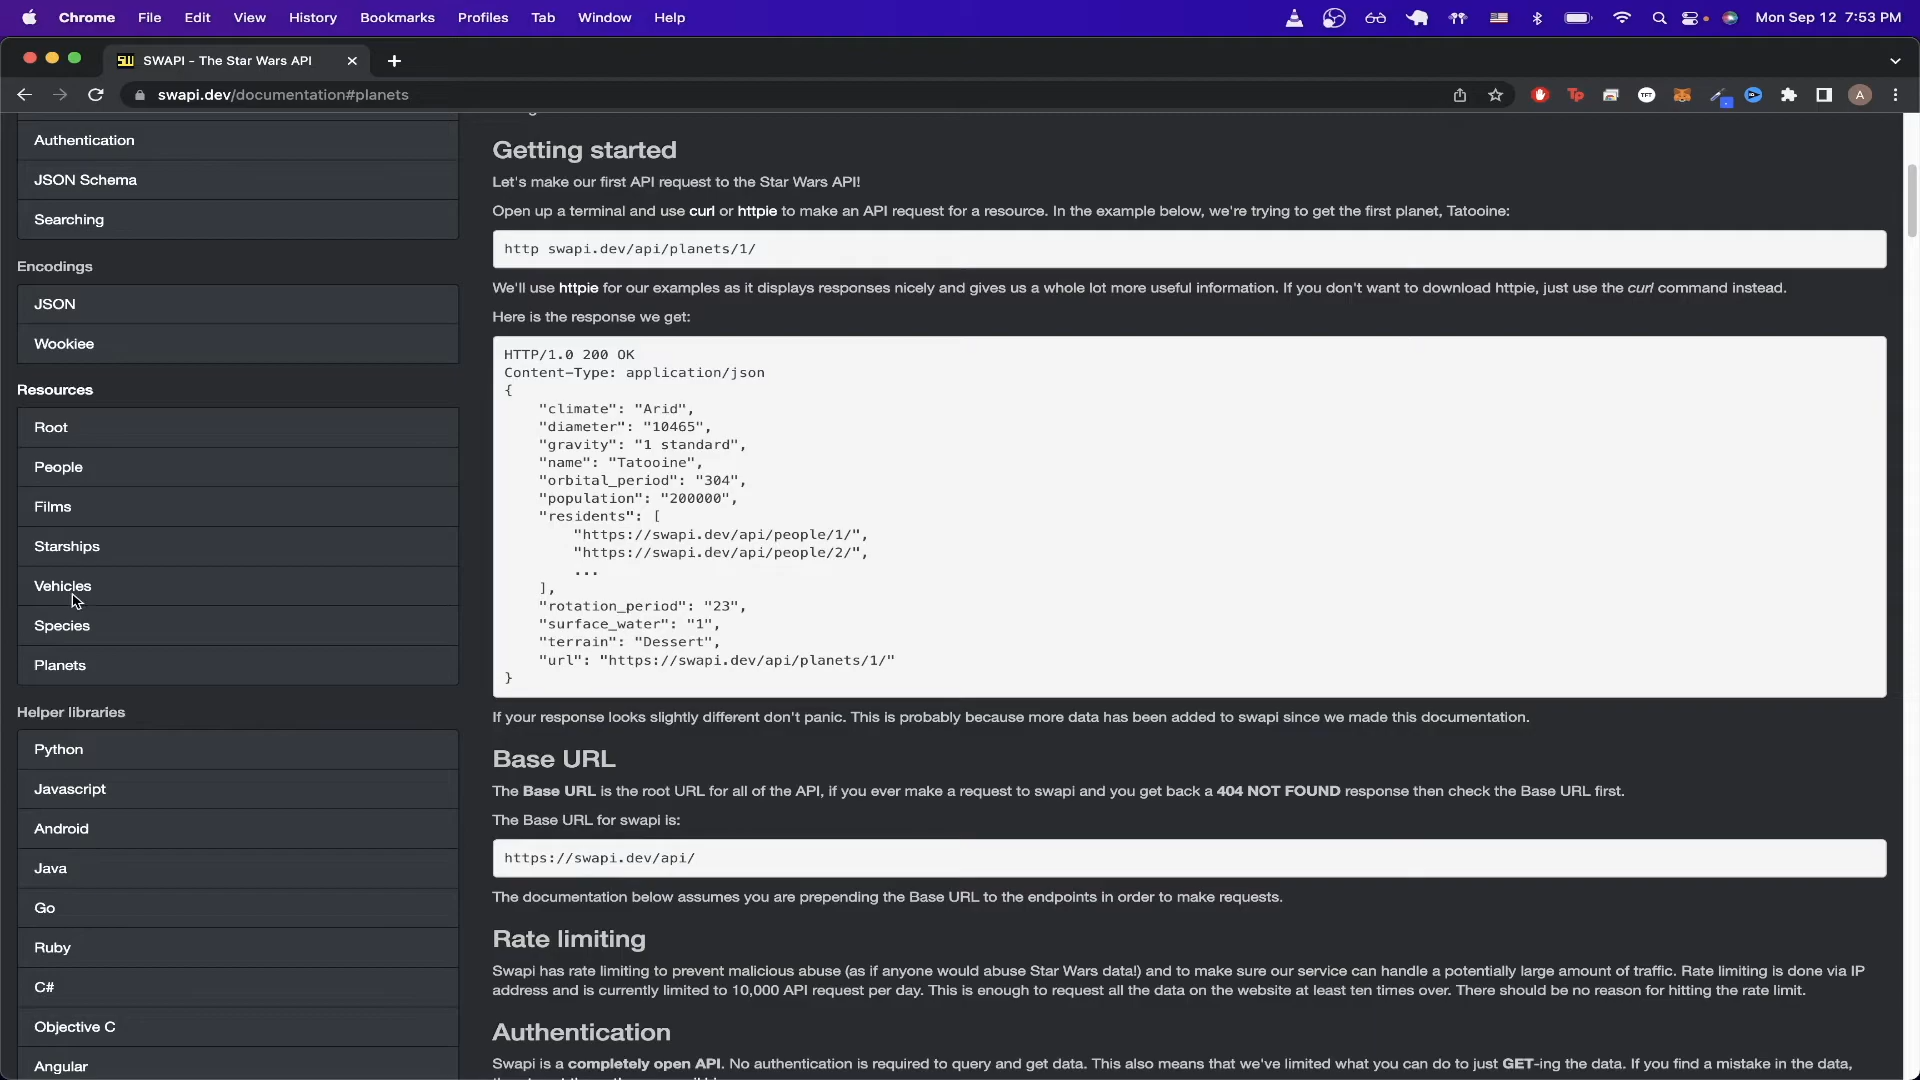 Chrome File Edit View History Bookmarks Profiles Tab Window Help Mon Sep 12 7:53 PM
SWAPI - The Star Wars API
swapi.dev/documentation#planets
Authentication
JSON Schema
Searching
Encodings
JSON
Wookiee
Resources
Root
People
Films
Starships
Vehicles
Species
Planets
Helper libraries
Python
Javascript
Android
Java
Go
Ruby
C#
Objective C
Angular
Getting started
Let's make our first API request to the Star Wars API!
Open up a terminal and use curl or httpie to make an API request for a resource. In the example below, we're trying to get the first planet, Tatooine:
http swapi.dev/api/planets/1/
We'll use httpie for our examples as it displays responses nicely and gives us a whole lot more useful information. If you don't want to download httpie, just use the curl command instead.
Here is the response we get:
HTTP/1.0 200 OK
Content-Type: application/json
{
"climate": "Arid",
"diameter": "10465",
"gravity": "1 standard",
"name": "Tatooine",
"orbital_period": "304",
"population": "200000",
"residents": [
"https://swapi.dev/api/people/1/",
"https://swapi.dev/api/people/2/",
...
],
"rotation_period": "23",
"surface_water": "1",
"terrain": "Dessert",
"url": "https://swapi.dev/api/planets/1/"
}
If your response looks slightly different don't panic. This is probably because more data has been added to swapi since we made this documentation.
Base URL
The Base URL is the root URL for all of the API, if you ever make a request to swapi and you get back a 404 NOT FOUND response then check the Base URL first.
The Base URL for swapi is:
https://swapi.dev/api/
The documentation below assumes you are prepending the Base URL to the endpoints in order to make requests.
Rate limiting
Swapi has rate limiting to prevent malicious abuse (as if anyone would abuse Star Wars data!) and to make sure our service can handle a potentially large amount of traffic. Rate limiting is done via IP
address and is currently limited to 10,000 API request per day. This is enough to request all the data on the website at least ten times over. There should be no reason for hitting the rate limit.
Authentication
Swapi is a completely open API. No authentication is required to query and get data. This also means that we've limited what you can do to just GET-ing the data. If you find a mistake in the data,